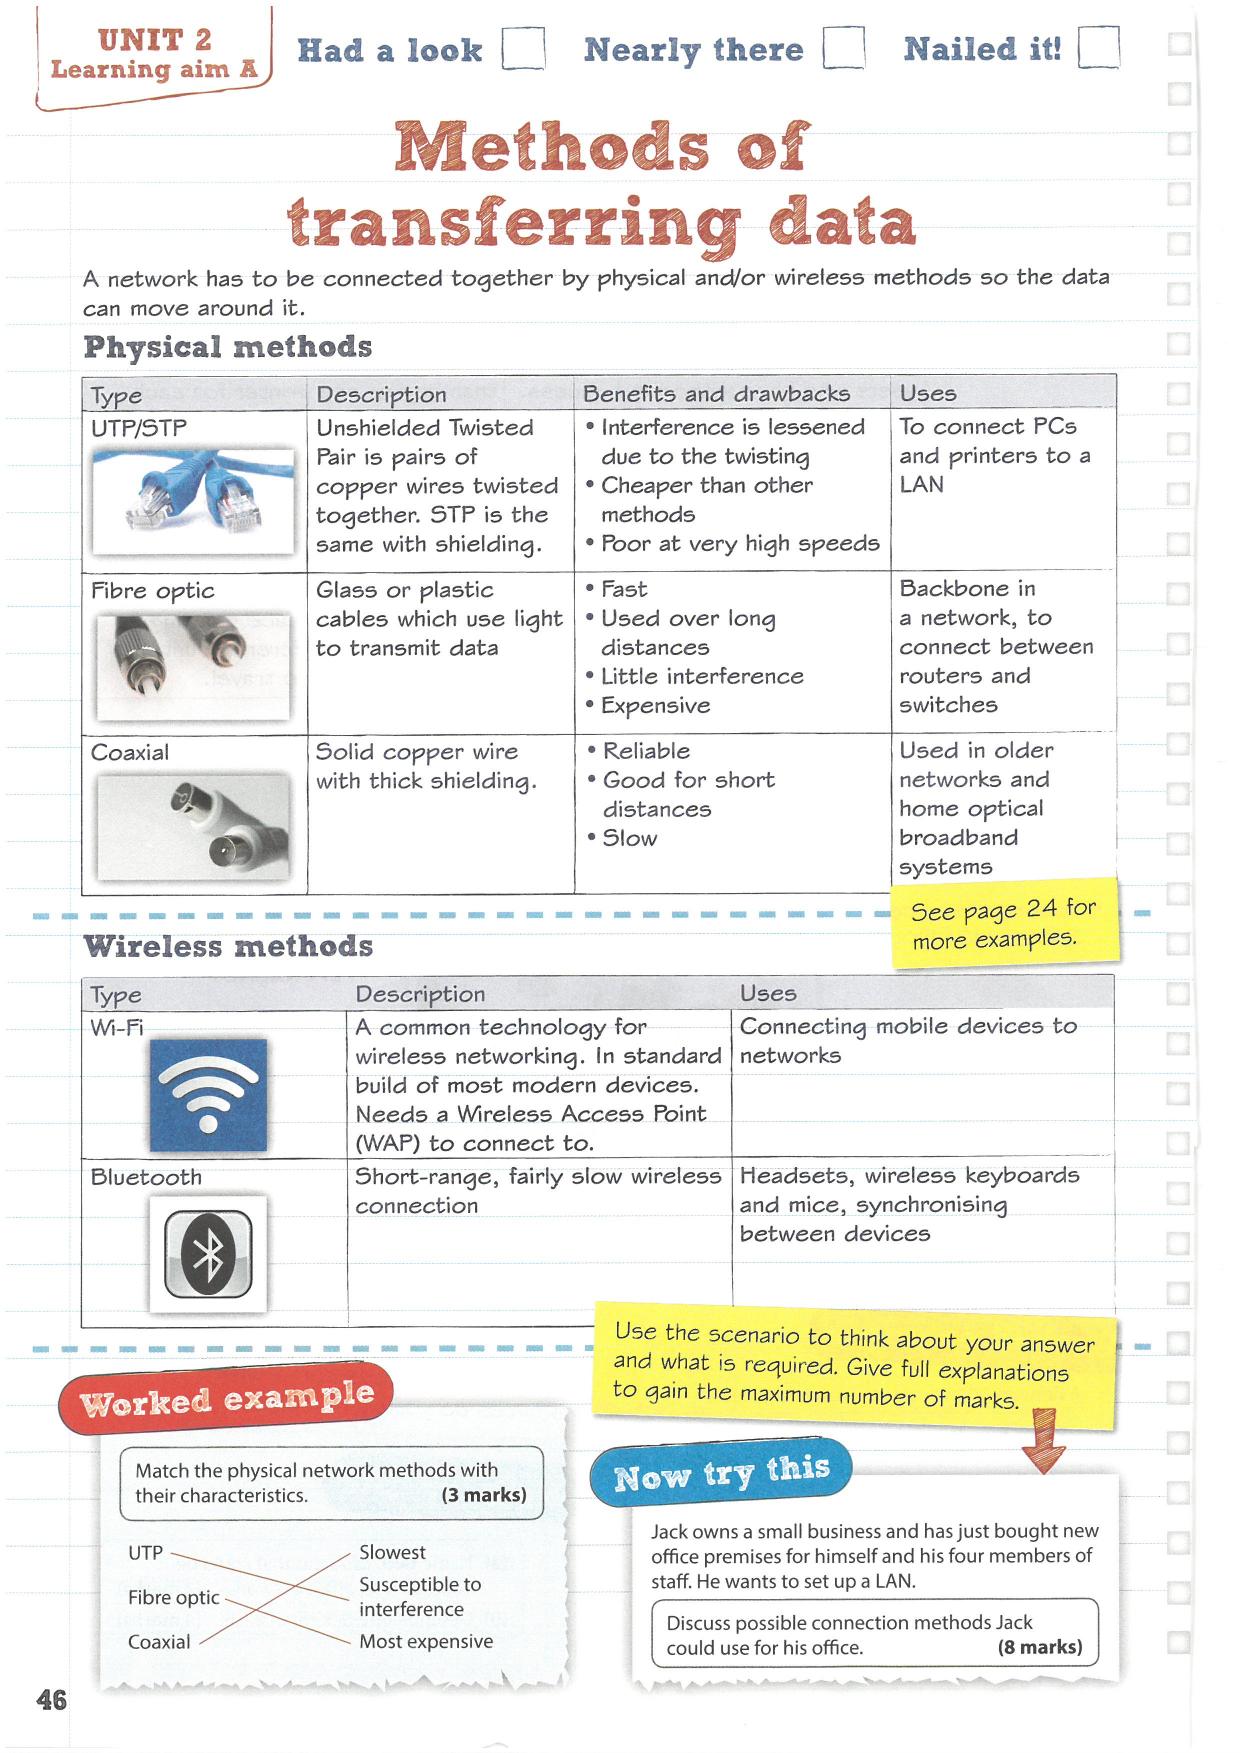 UNIT 2
Learning aim A
Had a look
Nearly there
Nailed it!
Methods of
transferring data
A network has to be connected together by physical and/or wireless methods so the data
can move around it.
Physical methods
Type
Description
Benefits and drawbacks
Uses
UTP/STP
Unshielded Twisted
Pair is pairs of
copper wires twisted
together. STP is the
same with shielding.
• Interference is lessened
due to the twisting
• Cheaper than other
methods
• Poor at very high speeds
To connect PCs
and printers to a
LAN
Fibre optic
Glass or plastic
cables which use light
to transmit data
• Fast
• Used over long
distances
• Little interference
• Expensive
Backbone in
a network, to
connect between
routers and
switches
Coaxial
Solid copper wire
with thick shielding.
• Reliable
• Good for short
distances
• Slow
Used in older
networks and
home optical
broadband
systems
See page 24 for
more examples.
Wireless methods
Type
Description
Uses
Wi-Fi
A common technology for
wireless networking. In standard
build of most modern devices.
Needs a Wireless Access Point
(WAP) to connect to.
Connecting mobile devices to
networks
Bluetooth
Short-range, fairly slow wireless
connection
Headsets, wireless keyboards
and mice, synchronising
between devices
Use the scenario to think about your answer
and what is required. Give full explanations
to gain the maximum number of marks.
Worked example
Match the physical network methods with
their characteristics. (3 marks)
UTP
Slowest
Fibre optic
Susceptible to
interference
Coaxial
Most expensive
Now try this
Jack owns a small business and has just bought new
office premises for himself and his four members of
staff. He wants to set up a LAN.
Discuss possible connection methods Jack
could use for his office. (8 marks)
46